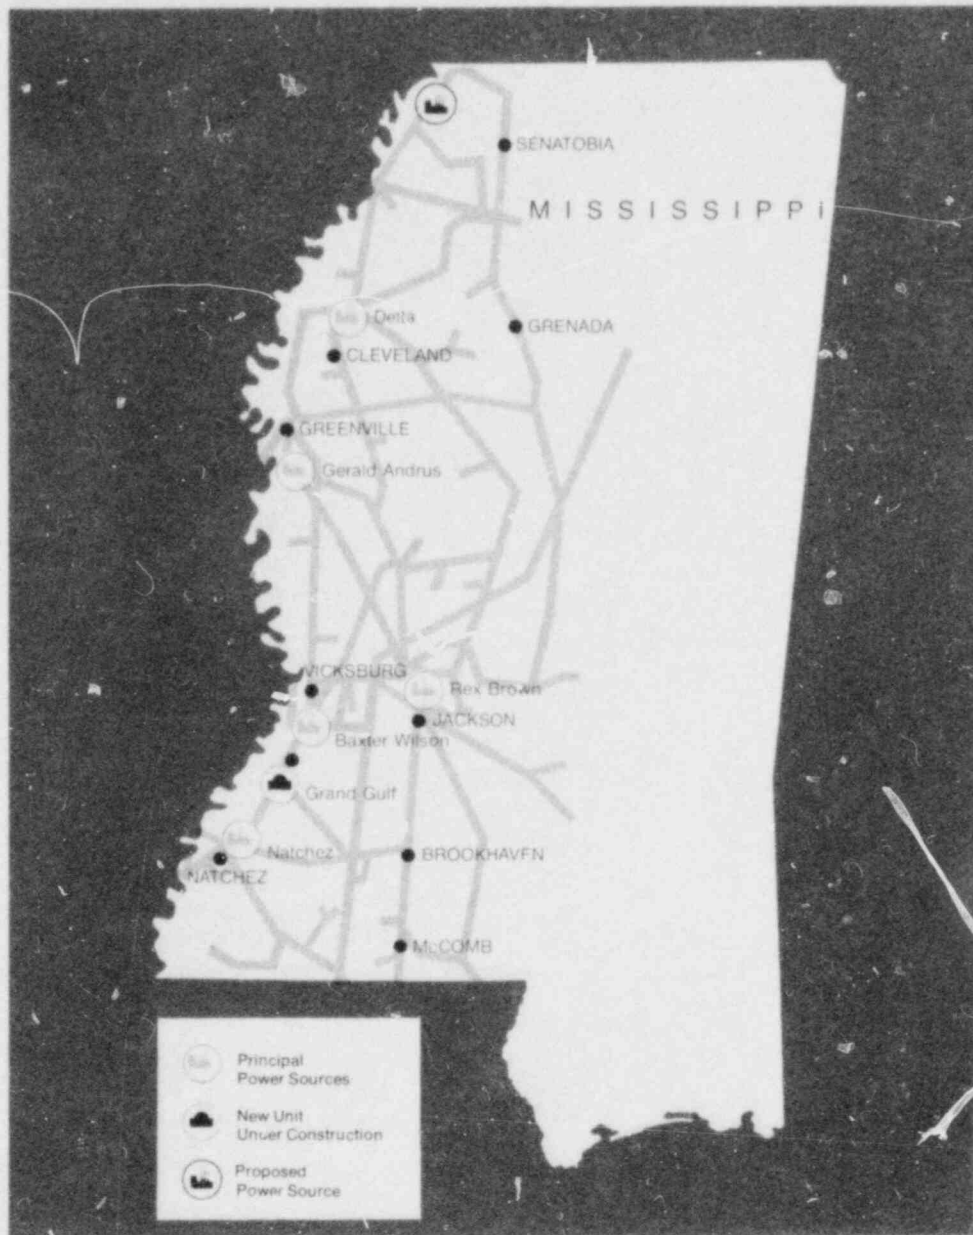 SENATOBIA
MISSISSIPPi
Delta
GRENADA
CLEVELAND
GREENVILLE
Gerald Andrus
VICKSBURG
Rex Brown
JACKSON
Baxter Wilson
Grand Gulf
Natchez
BROOKHAVEN
NATCHEZ
McCOMB
Principal
Power Sources
New Unit
Under Construction
Proposed
Power Source